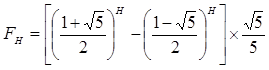 F_H = [((1+√5)/2)^H − ((1−√5)/2)^H] × √5/5